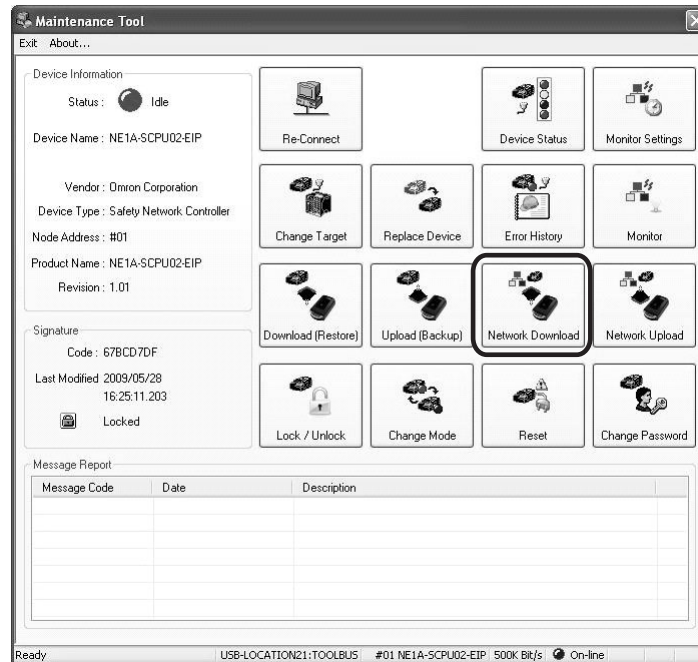 Maintenance Tool
Exit About...
Device Information
Status : Idle
Device Name : NE1A-SCPU02-EIP
Vendor : Omron Corporation
Device Type : Safety Network Controller
Node Address : #01
Product Name : NE1A-SCPU02-EIP
Revision : 1.01
Signature
Code : 67BCD7DF
Last Modified 2009/05/28
16:25:11.203
Locked
Re-Connect
Device Status
Monitor Settings
Change Target
Replace Device
Error History
Monitor
Download (Restore)
Upload (Backup)
Network Download
Network Upload
Lock / Unlock
Change Mode
Reset
Change Password
Message Report
Message Code Date Description
Ready USB-LOCATION21:TOOLBUS #01 NE1A-SCPU02-EIP 500K Bit/s On-line